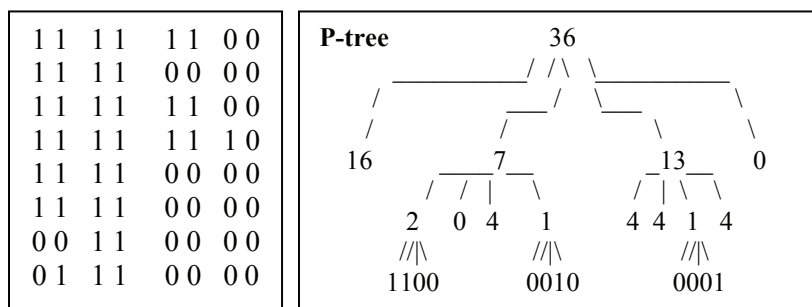 1 1 1 1 1 1 0 0
1 1 1 1 0 0 0 0
1 1 1 1 1 1 0 0
1 1 1 1 1 1 1 0
1 1 1 1 0 0 0 0
1 1 1 1 0 0 0 0
0 0 1 1 0 0 0 0
0 1 1 1 0 0 0 0
P-tree 36
16 7 13 0
2 0 4 1 4 4 1 4
1100 0010 0001